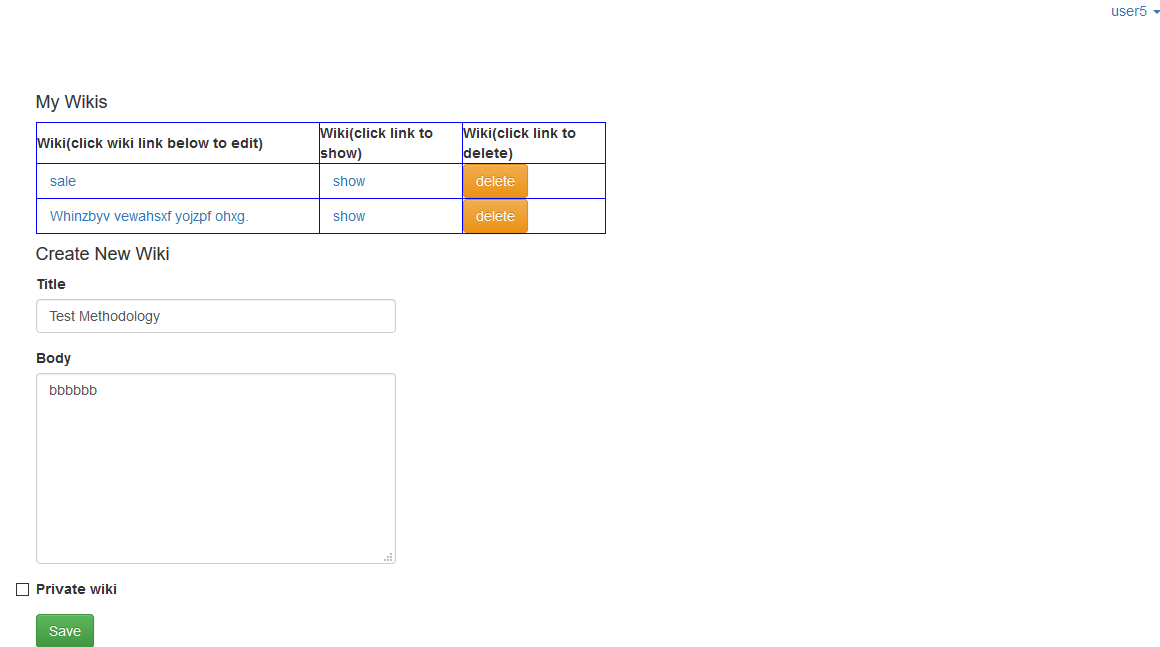 user5
My Wikis
Wiki(click wiki link below to edit) Wiki(click link to show) Wiki(click link to delete)
sale show delete
Whinzbyv vewahsxf yojzpf ohxg. show delete
Create New Wiki
Title
Test Methodology
Body
bbbbbb
Private wiki
Save